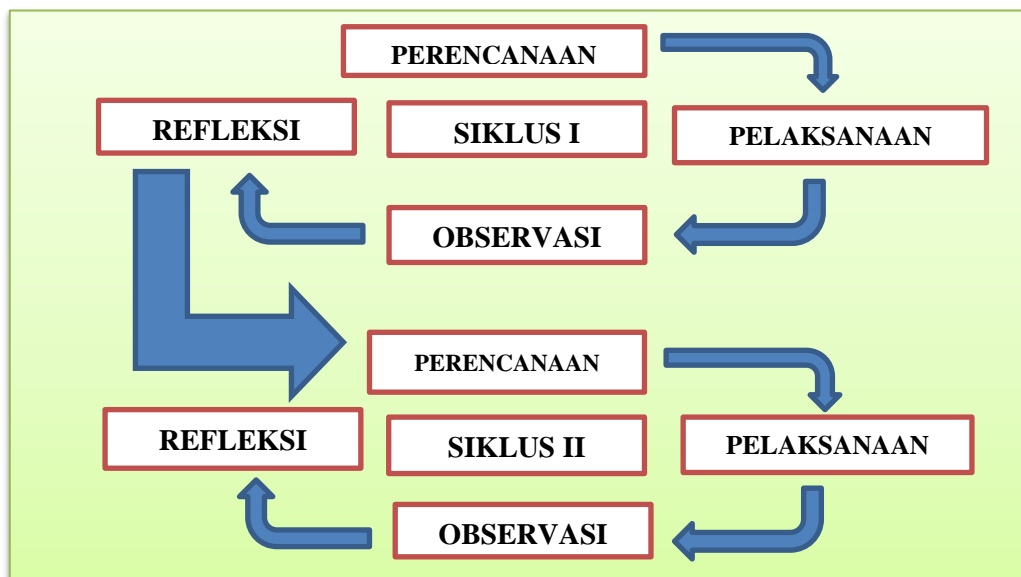 PERENCANAAN
REFLEKSI
SIKLUS I
PELAKSANAAN
OBSERVASI
PERENCANAAN
REFLEKSI
SIKLUS II
PELAKSANAAN
OBSERVASI